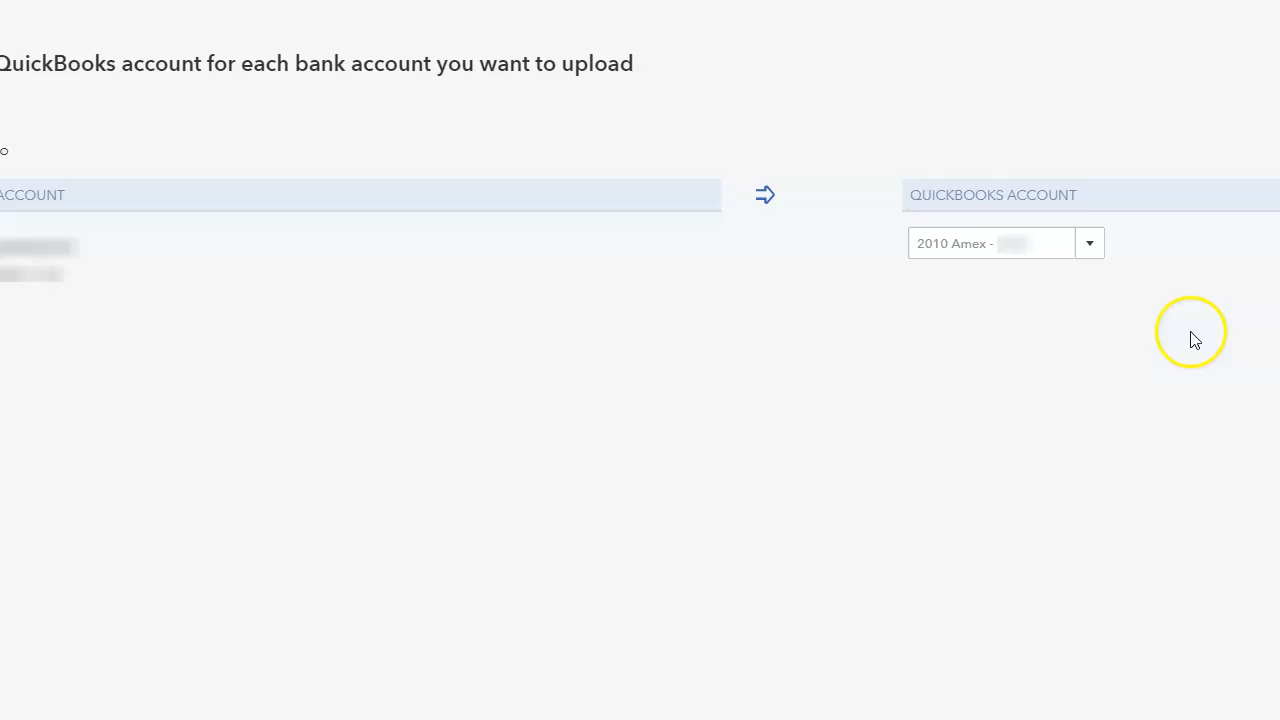 QuickBooks account for each bank account you want to upload
o
ACCOUNT
QUICKBOOKS ACCOUNT
2010 Amex -